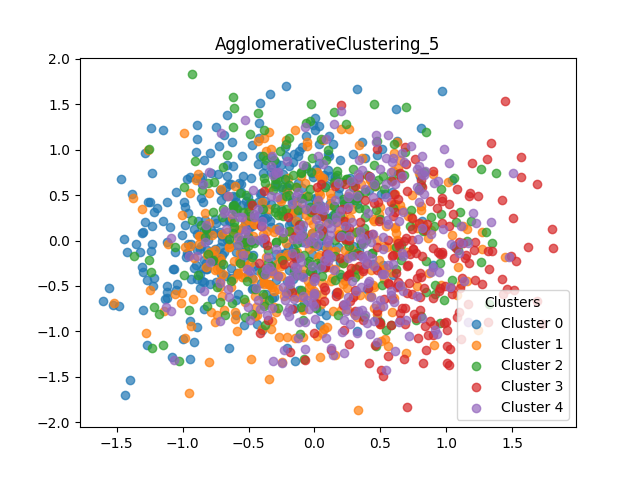 AgglomerativeClustering_5
2.0
1.5
1.0
0.5
0.0
−0.5
−1.0
−1.5
−2.0
Clusters
Cluster 0
Cluster 1
Cluster 2
Cluster 3
Cluster 4
−1.5 −1.0 −0.5 0.0 0.5 1.0 1.5